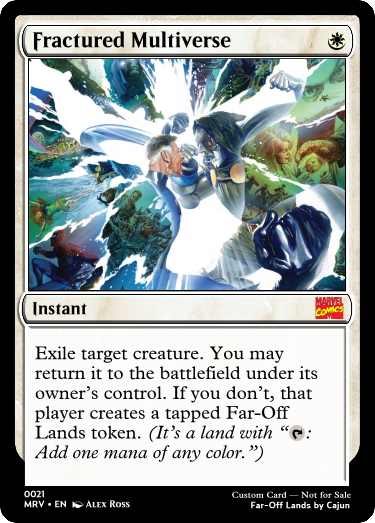 Fractured Multiverse
Instant
MARVEL
COMICS
Exile target creature. You may
return it to the battlefield under its
owner's control. If you don't, that
player creates a tapped Far-Off
Lands token. (It's a land with “:
Add one mana of any color.”)
0021
MRV • EN Alex Ross
Custom Card — Not for Sale
Far-Off Lands by Cajun